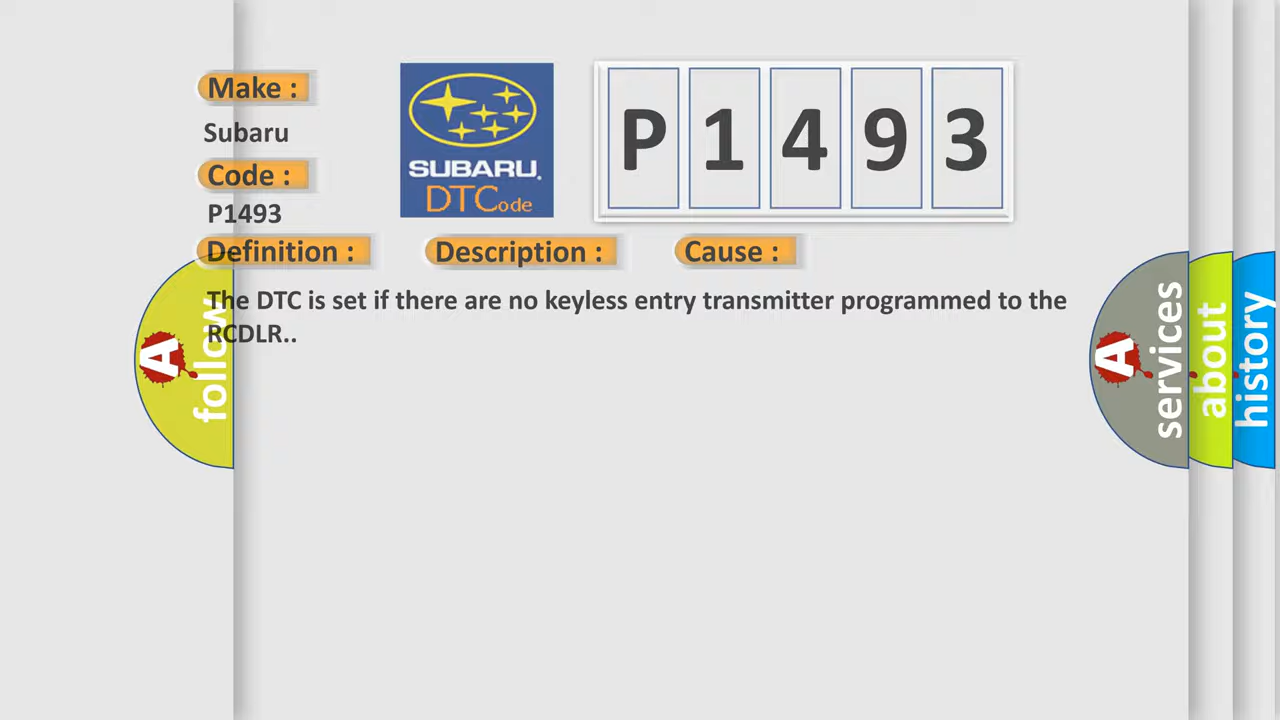 Make :
Subaru
Code :
P1493
SUBARU.
DTCode
P 1 4 9 3
Definition :
Description :
Cause :
The DTC is set if there are no keyless entry transmitter programmed to the
RCDLR..
A
follow
A
services
about
history